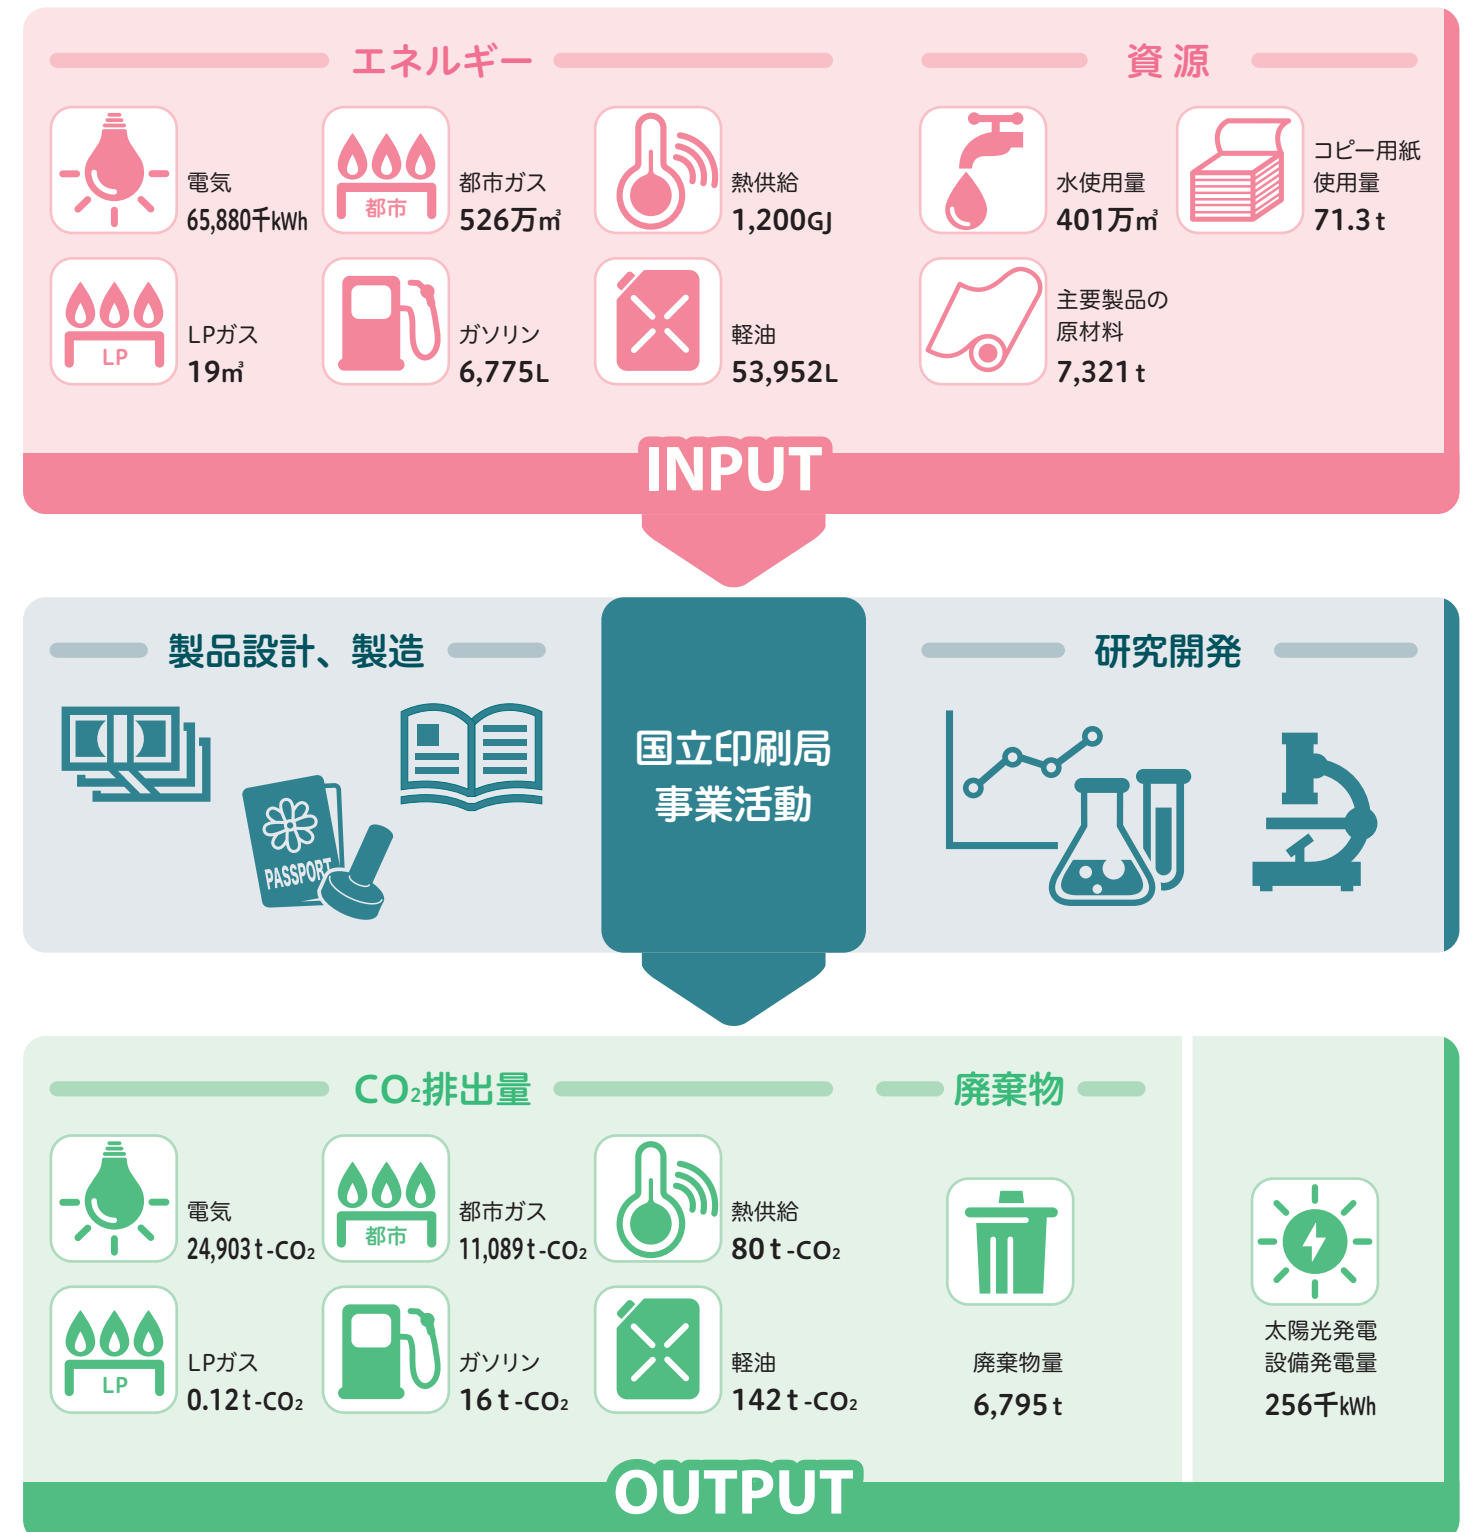 エネルギー
電気
65,880千kWh
都市
都市ガス
526万㎥
熱供給
1,200GJ
LP
LPガス
19㎥
ガソリン
6,775L
軽油
53,952L
資源
水使用量
401万㎥
コピー用紙
使用量
71.3t
主要製品の
原材料
7,321t
INPUT
製品設計、製造
PASSPORT
国立印刷局
事業活動
研究開発
CO₂排出量
電気
24,903t-CO₂
都市
都市ガス
11,089t-CO₂
熱供給
80t-CO₂
LP
LPガス
0.12t-CO₂
ガソリン
16t-CO₂
軽油
142t-CO₂
廃棄物
廃棄物量
6,795t
太陽光発電
設備発電量
256千kWh
OUTPUT